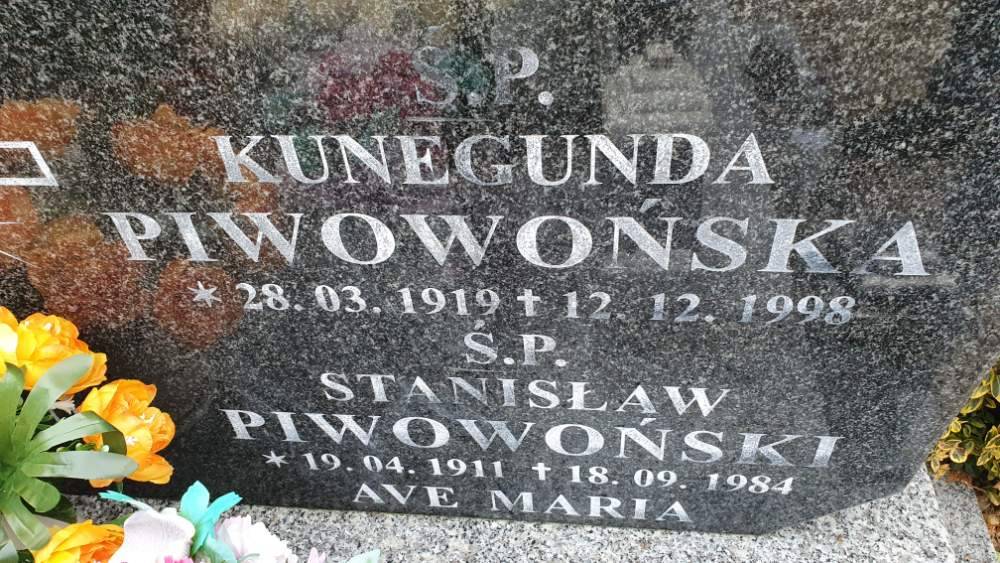 Ś.P.
KUNEGUNDA
PIWOWOŃSKA
* 28. 03. 1919 † 12. 12. 1998
Ś.P.
STANISŁAW
PIWOWOŃSKI
* 19. 04. 1911 † 18. 09. 1984
AVE MARIA